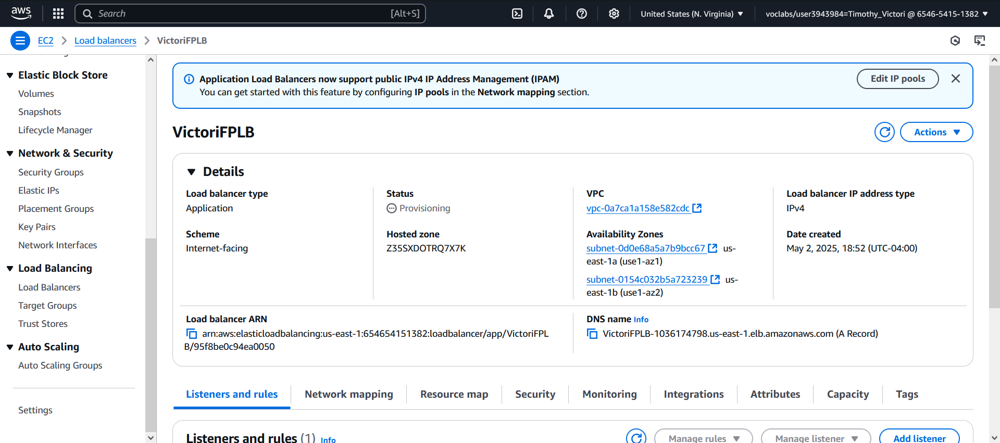 aws
Search
[Alt+S]
United States (N. Virginia)
voclabs/user3943984=Timothy_Victori @ 6546-5415-1382
EC2
Load balancers
VictoriFPLB
Elastic Block Store
Volumes
Snapshots
Lifecycle Manager
Network & Security
Security Groups
Elastic IPs
Placement Groups
Key Pairs
Network Interfaces
Load Balancing
Load Balancers
Target Groups
Trust Stores
Auto Scaling
Auto Scaling Groups
Settings
Application Load Balancers now support public IPv4 IP Address Management (IPAM)
You can get started with this feature by configuring IP pools in the Network mapping section.
Edit IP pools
VictoriFPLB
Actions
Details
Load balancer type
Application
Status
Provisioning
VPC
vpc-0a7ca1a158e582cdc
Load balancer IP address type
IPv4
Scheme
Internet-facing
Hosted zone
Z35SXDOTRQ7X7K
Availability Zones
subnet-0d0e68a5a7b9bcc67 us-
east-1a (use1-az1)
subnet-0154c032b5a723239 us-
east-1b (use1-az2)
Date created
May 2, 2025, 18:52 (UTC-04:00)
Load balancer ARN
arn:aws:elasticloadbalancing:us-east-1:654654151382:loadbalancer/app/VictoriFPL
B/95f8be0c94ea0050
DNS name Info
VictoriFPLB-1036174798.us-east-1.elb.amazonaws.com (A Record)
Listeners and rules
Network mapping
Resource map
Security
Monitoring
Integrations
Attributes
Capacity
Tags
Listeners and rules (1) Info
Manage rules
Manage listener
Add listener